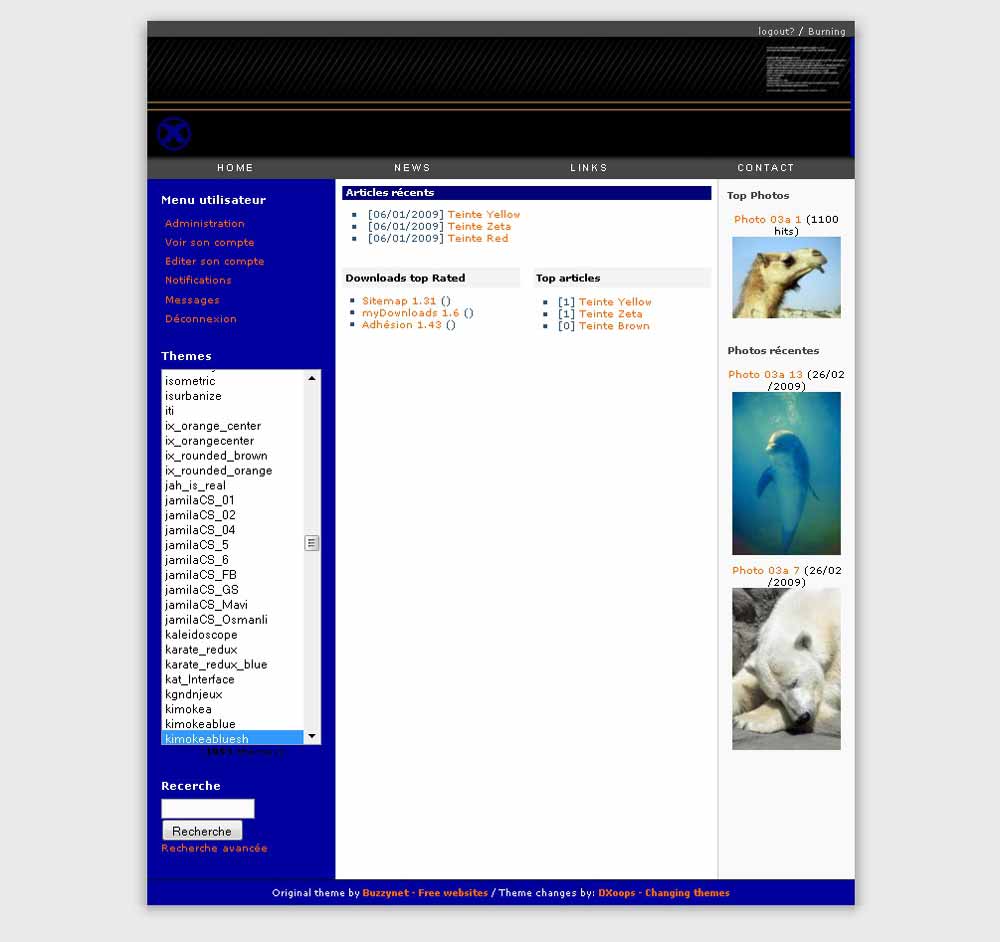 logout? / Burning
HOME NEWS LINKS CONTACT
Menu utilisateur
Administration
Voir son compte
Editer son compte
Notifications
Messages
Déconnexion
Themes
isometric
isurbanize
iti
ix_orange_center
ix_orangecenter
ix_rounded_brown
ix_rounded_orange
jah_is_real
jamilaCS_01
jamilaCS_02
jamilaCS_04
jamilaCS_5
jamilaCS_6
jamilaCS_FB
jamilaCS_GS
jamilaCS_Mavi
jamilaCS_Osmanli
kaleidoscope
karate_redux
karate_redux_blue
kat_Interface
kgndnjeux
kimokea
kimokeablue
kimokeabluesh
Recerche
Recherche
Recherche avancée
Articles récents
[06/01/2009] Teinte Yellow
[06/01/2009] Teinte Zeta
[06/01/2009] Teinte Red
Downloads top Rated
Sitemap 1.31 ()
myDownloads 1.6 ()
Adhésion 1.43 ()
Top articles
[1] Teinte Yellow
[1] Teinte Zeta
[0] Teinte Brown
Top Photos
Photo 03a 1 (1100
hits)
Photos récentes
Photo 03a 13 (26/02
/2009)
Photo 03a 7 (26/02
/2009)
Original theme by Buzzynet - Free websites / Theme changes by: DXoops - Changing themes